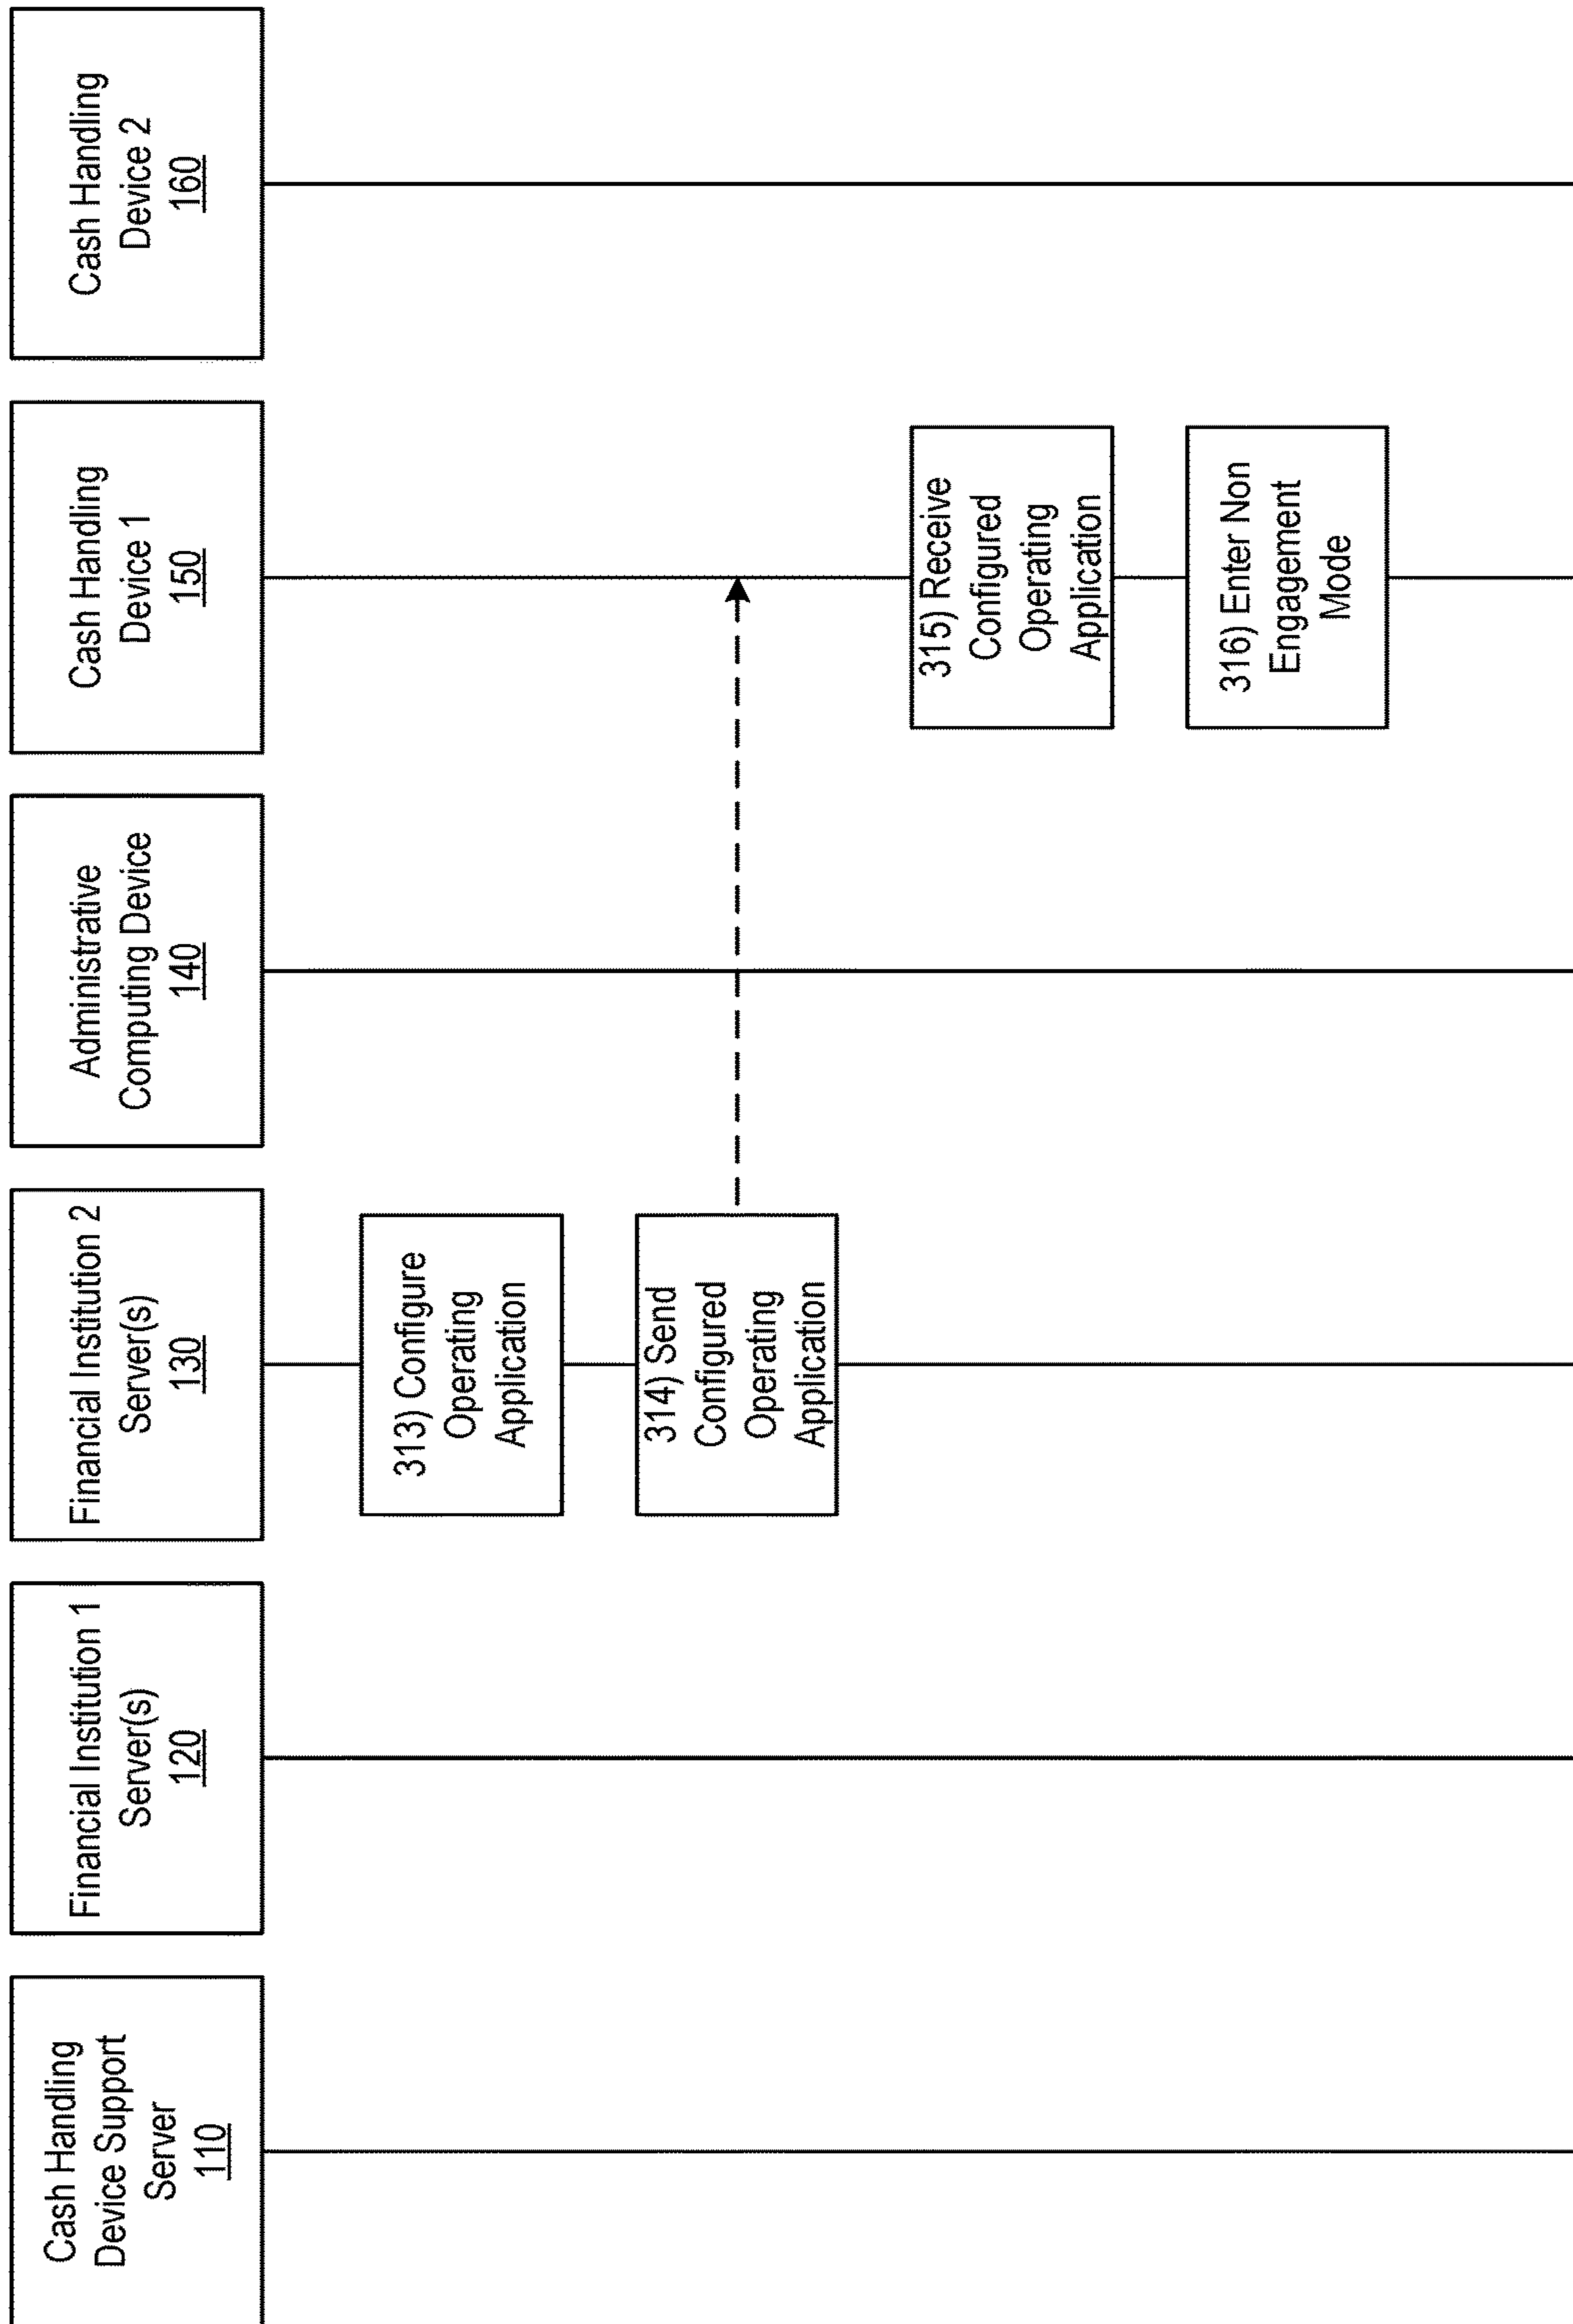 Cash Handling
Device Support
Server
110
Financial Institution 1
Server(s)
120
Financial Institution 2
Server(s)
130
Administrative
Computing Device
140
Cash Handling
Device 1
150
Cash Handling
Device 2
160
313) Configure
Operating
Application
314) Send
Configured
Operating
Application
315) Receive
Configured
Operating
Application
316) Enter Non
Engagement
Mode